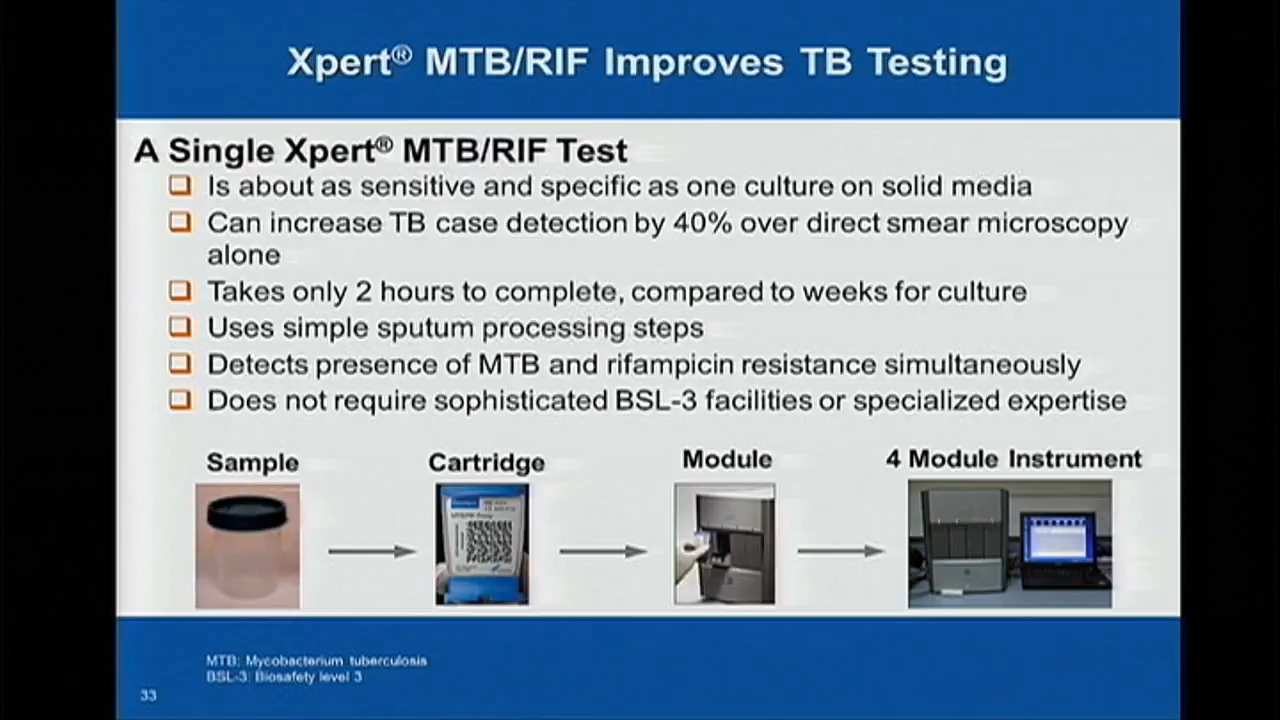 Xpert® MTB/RIF Improves TB Testing
A Single Xpert® MTB/RIF Test
Is about as sensitive and specific as one culture on solid media
Can increase TB case detection by 40% over direct smear microscopy
alone
Takes only 2 hours to complete, compared to weeks for culture
Uses simple sputum processing steps
Detects presence of MTB and rifampicin resistance simultaneously
Does not require sophisticated BSL-3 facilities or specialized expertise
Sample
Cartridge
Module
4 Module Instrument
MTB: Mycobacterium tuberculosis
BSL-3: Biosafety level 3
33